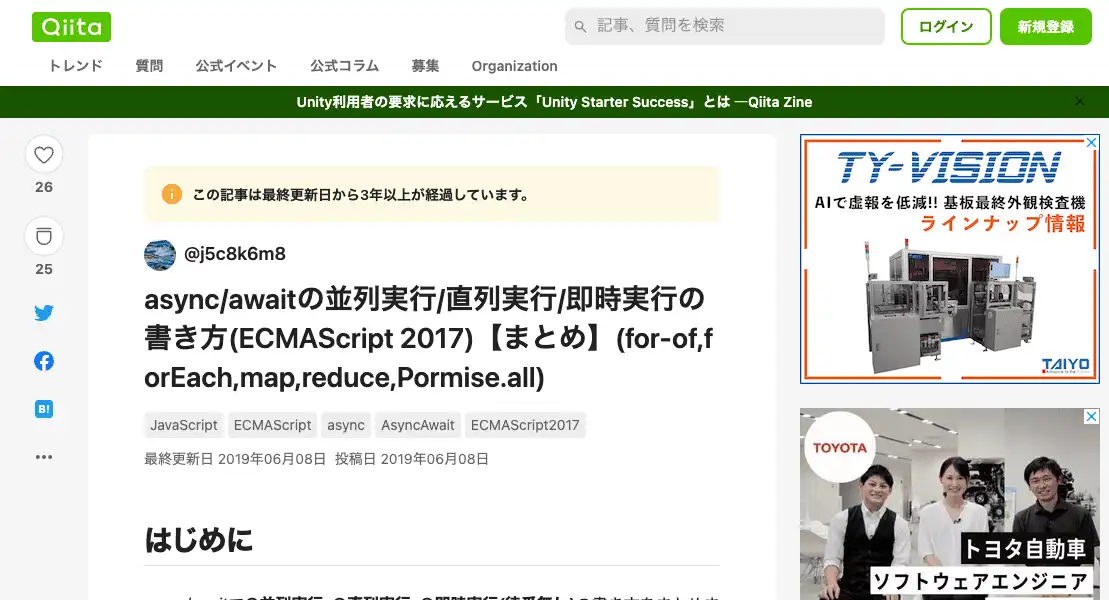 Qiita
記事、質問を検索
ログイン
新規登録
トレンド
質問
公式イベント
公式コラム
募集
Organization
Unity利用者の要求に応えるサービス「Unity Starter Success」とは ―Qiita Zine
26
25
B!
この記事は最終更新日から3年以上が経過しています。
@j5c8k6m8
async/awaitの並列実行/直列実行/即時実行の
書き方(ECMAScript 2017)【まとめ】(for-of,f
orEach,map,reduce,Pormise.all)
JavaScript
ECMAScript
async
AsyncAwait
ECMAScript2017
最終更新日 2019年06月08日 投稿日 2019年06月08日
はじめに
TY-VISION
AIで虚報を低減!! 基板最終外観検査機
ラインナップ情報
TAIYO
TOYOTA
トヨタ自動車
ソフトウェアエンジニア